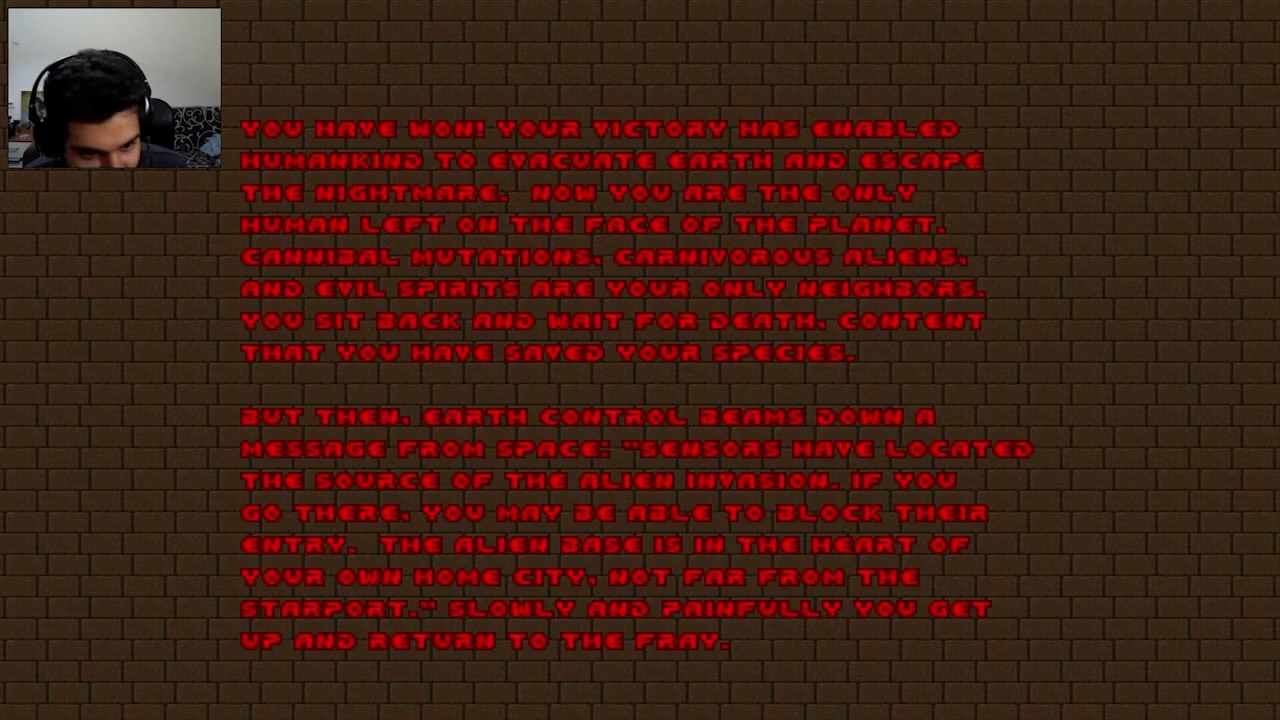 YOU HAVE WON! YOUR VICTORY HAS ENABLED
HUMANKIND TO EVACUATE EARTH AND ESCAPE
THE NIGHTMARE.  NOW YOU ARE THE ONLY
HUMAN LEFT ON THE FACE OF THE PLANET.
CANNIBAL MUTATIONS, CARNIVOROUS ALIENS,
AND EVIL SPIRITS ARE YOUR ONLY NEIGHBORS.
YOU SIT BACK AND WAIT FOR DEATH, CONTENT
THAT YOU HAVE SAVED YOUR SPECIES.
BUT THEN, EARTH CONTROL BEAMS DOWN A
MESSAGE FROM SPACE: "SENSORS HAVE LOCATED
THE SOURCE OF THE ALIEN INVASION. IF YOU
GO THERE, YOU MAY BE ABLE TO BLOCK THEIR
ENTRY.  THE ALIEN BASE IS IN THE HEART OF
YOUR OWN HOME CITY, NOT FAR FROM THE
STARPORT." SLOWLY AND PAINFULLY YOU GET
UP AND RETURN TO THE FRAY.